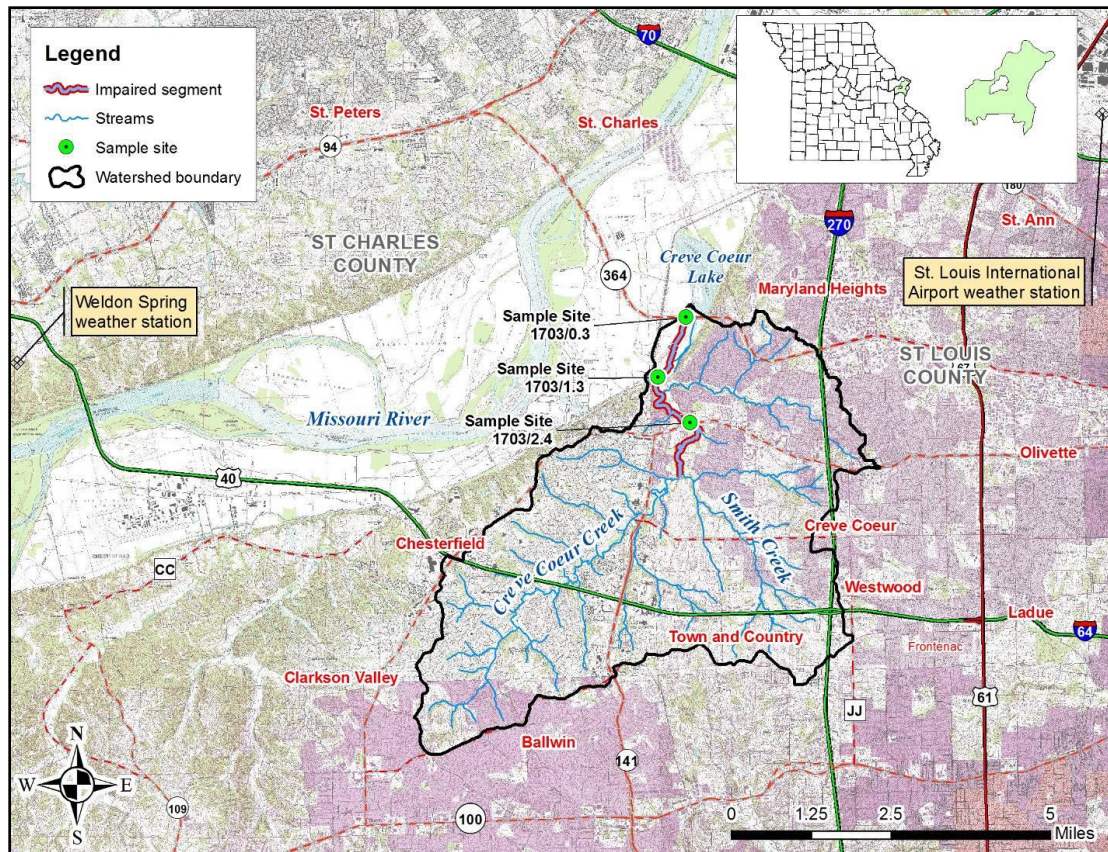 Legend
Impaired segment
Streams
Sample site
Watershed boundary
70
St. Peters
94
St. Charles
180
St. Ann
270
ST CHARLES
COUNTY
364
Creve Coeur
Lake
Maryland Heights
St. Louis International
Airport weather station
Weldon Spring
weather station
Sample Site
1703/0.3
ST LOUIS
COUNTY
67
Sample Site
1703/1.3
Missouri River
Sample Site
1703/2.4
Olivette
40
Smith Creek
Creve Coeur
Chesterfield
Creve Coeur Creek
CC
Westwood
Ladue
64
Town and Country
Frontenac
Clarkson Valley
61
JJ
Ballwin
141
N
W
E
S
109
100
0
1.25
2.5
5
Miles